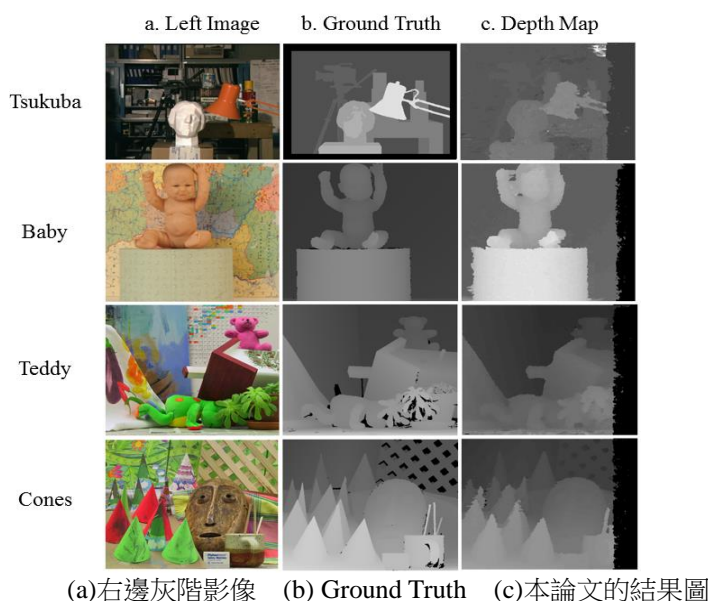 a. Left Image b. Ground Truth c. Depth Map
Tsukuba
Baby
Teddy
Cones
(a)右邊灰階影像 (b) Ground Truth (c)本論文的結果圖